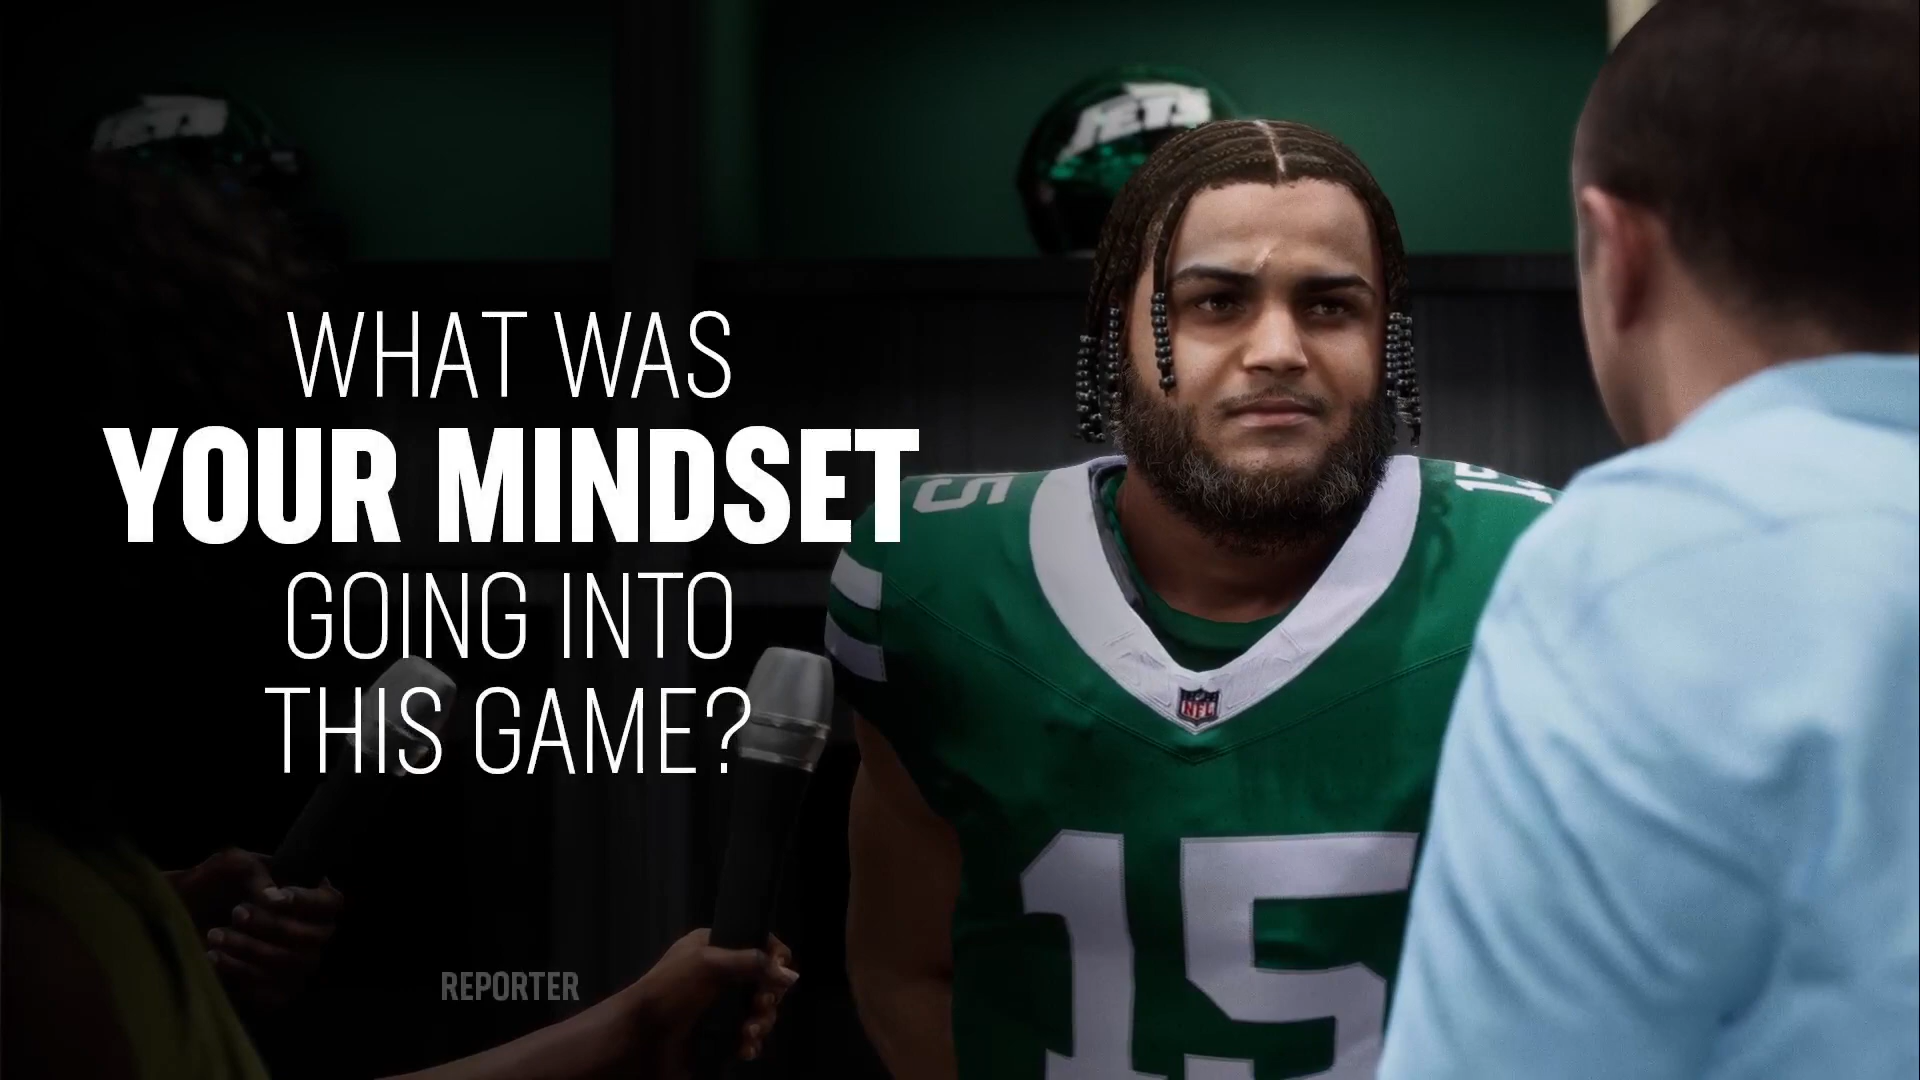 JETS
JETS
WHAT WAS
YOUR MINDSET
GOING INTO
THIS GAME?
15
15
NFL
15
REPORTER